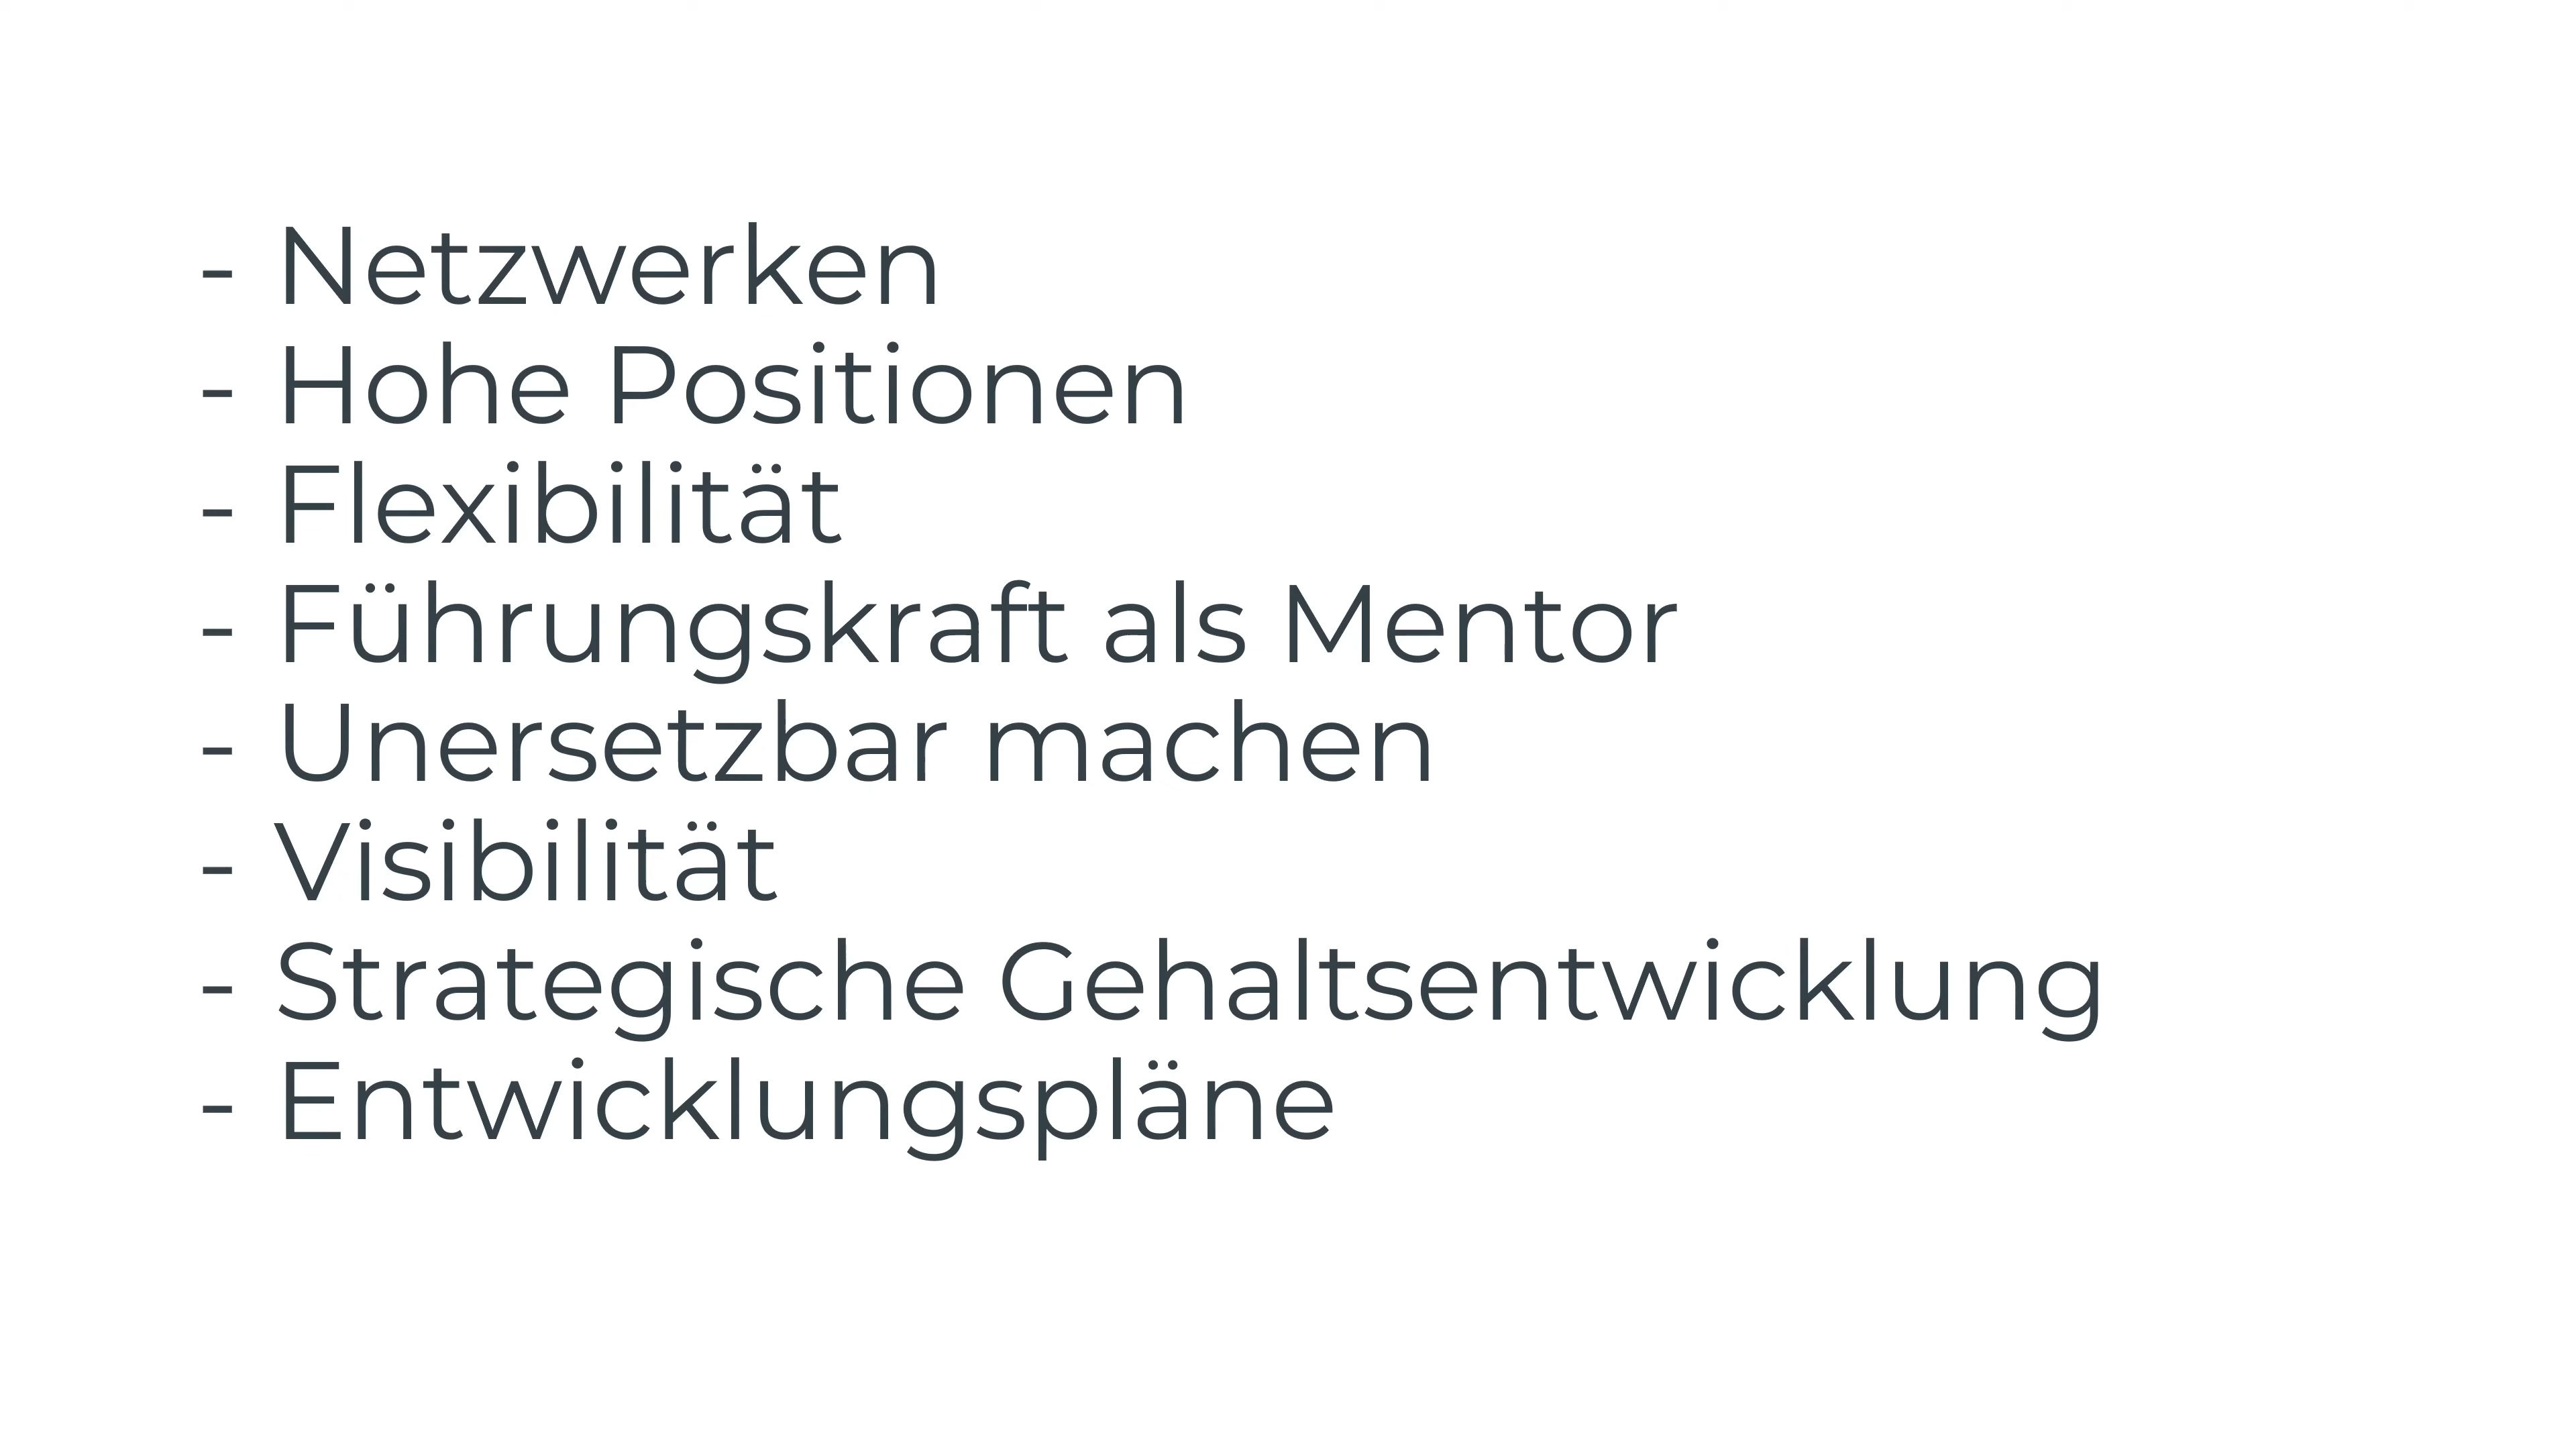 - Netzwerken
- Hohe Positionen
- Flexibilität
- Führungskraft als Mentor
- Unersetzbar machen
- Visibilität
- Strategische Gehaltsentwicklung
- Entwicklungspläne